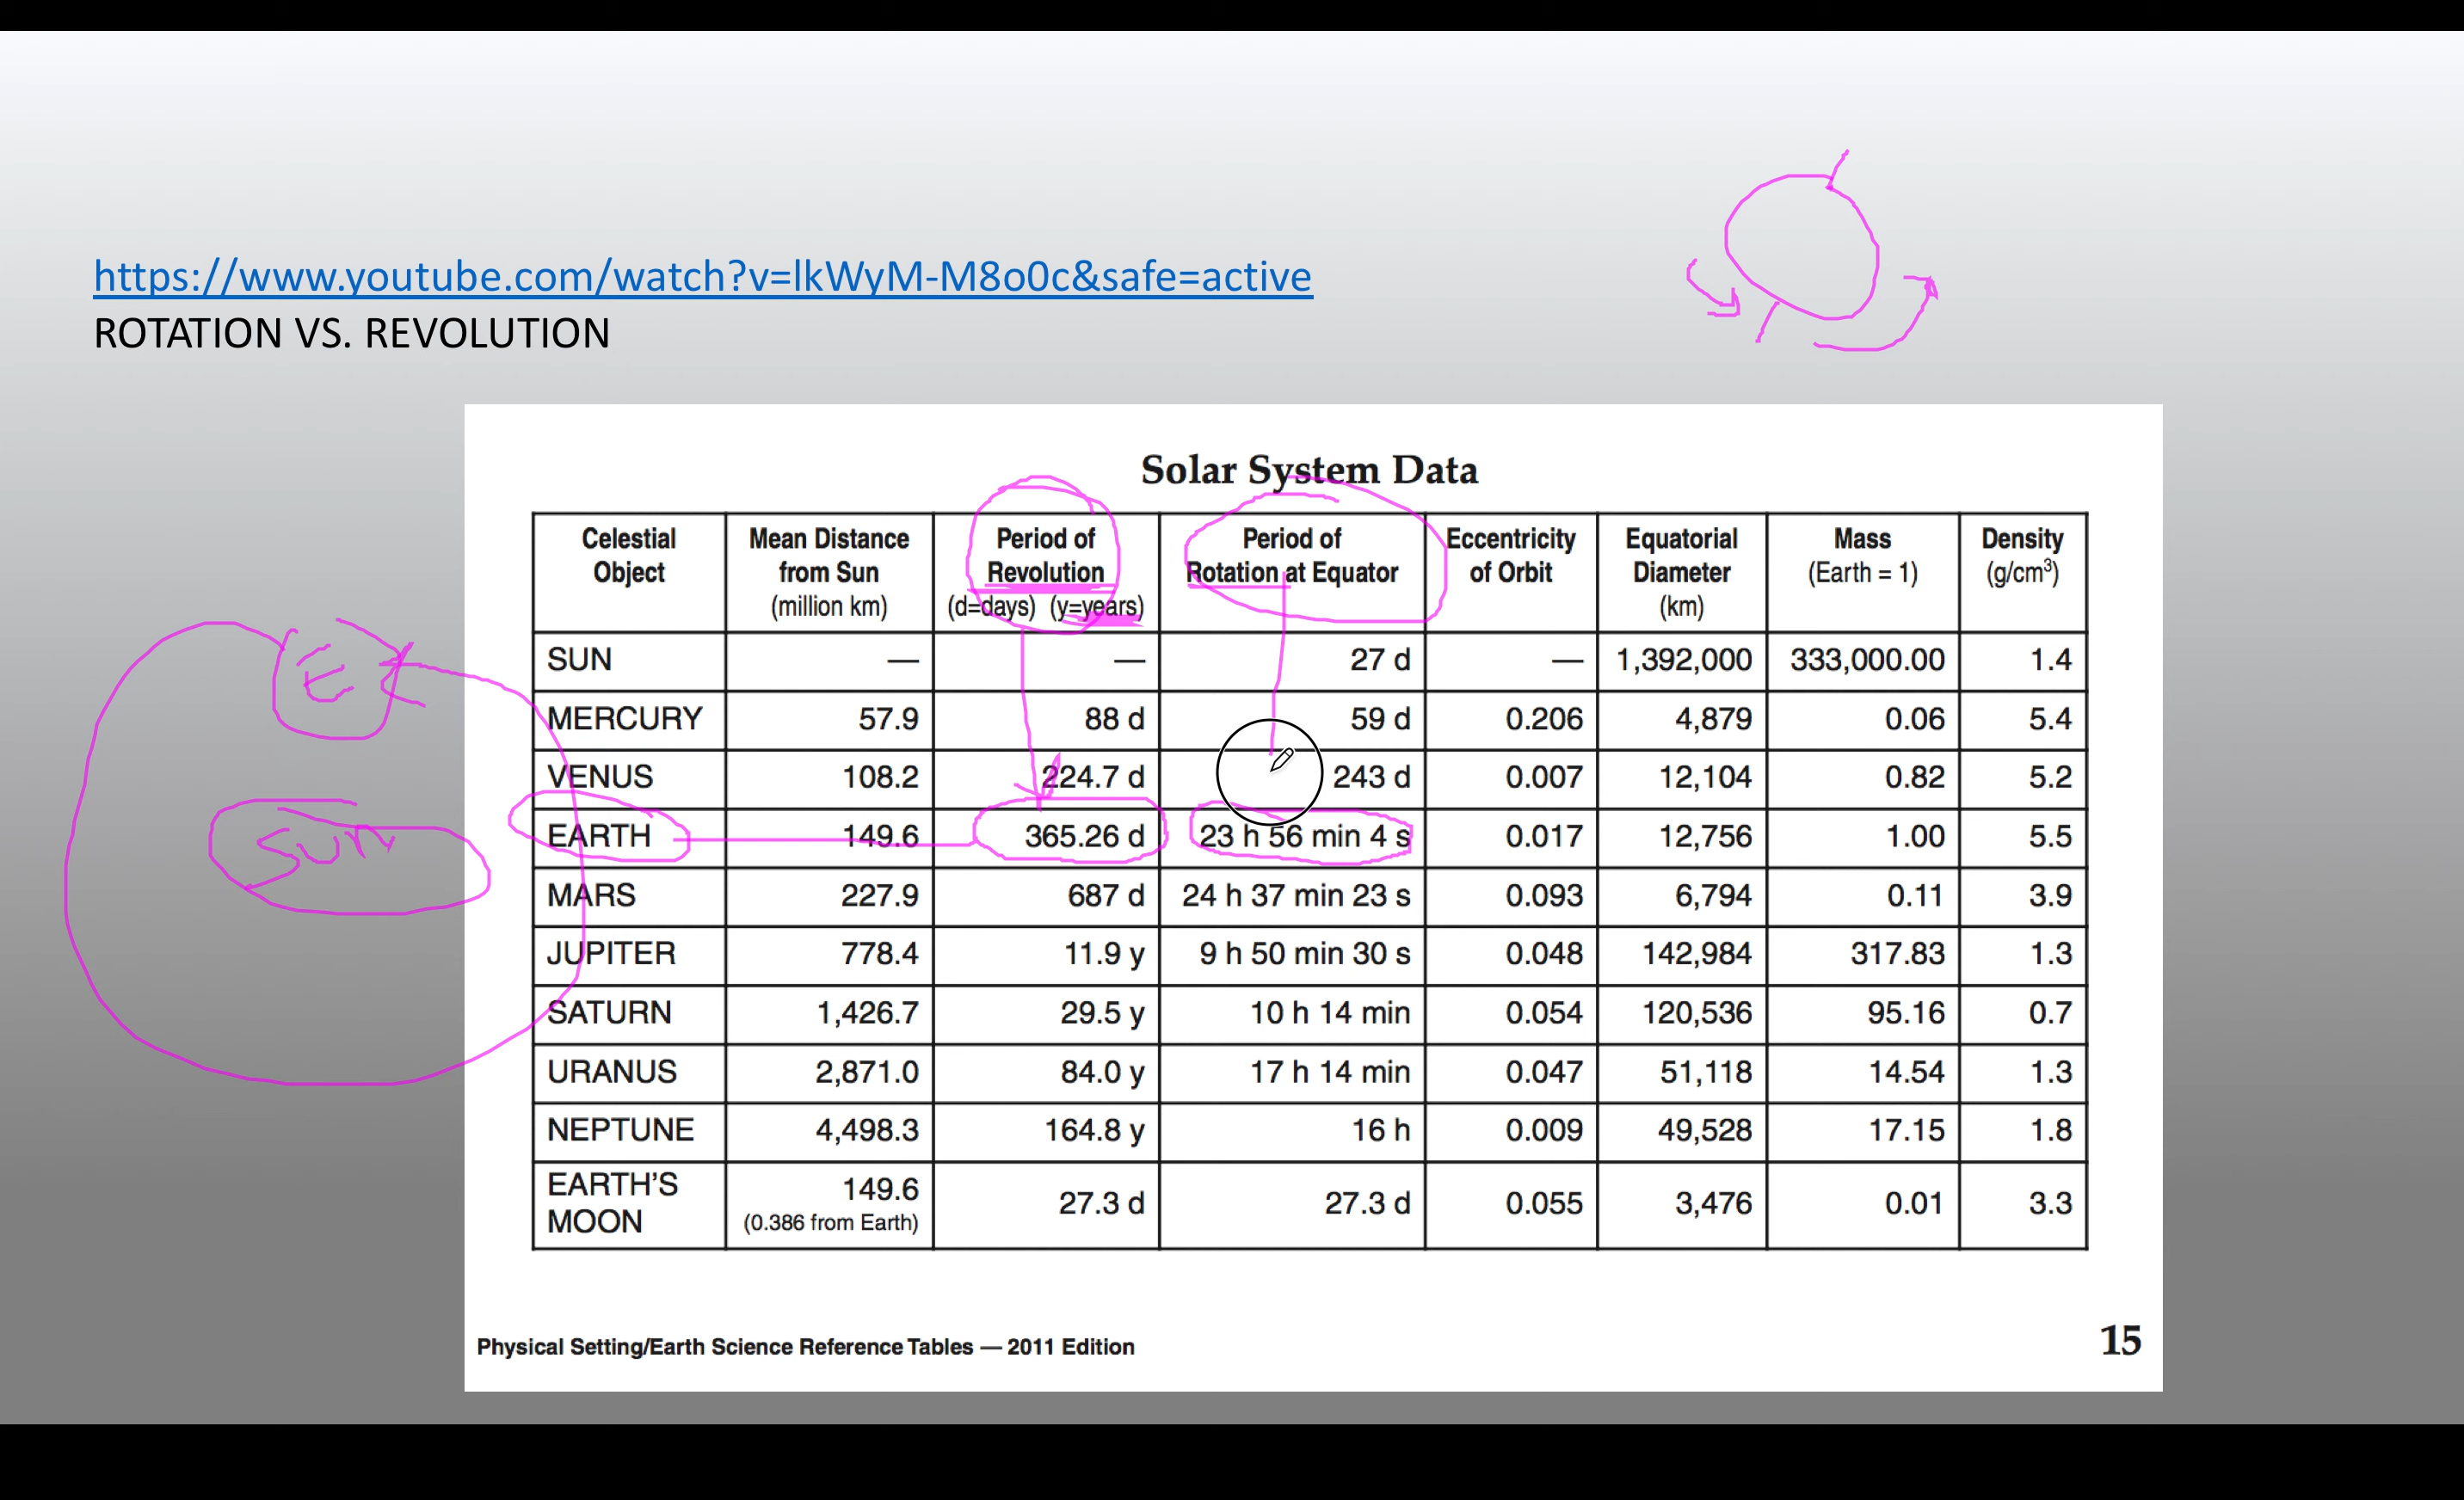 https://www.youtube.com/watch?v=lkWyM-M8o0c&safe=active
ROTATION VS. REVOLUTION
Solar System Data
Celestial Object | Mean Distance from Sun (million km) | Period of Revolution (d=days) (y=years) | Period of Rotation at Equator | Eccentricity of Orbit | Equatorial Diameter (km) | Mass (Earth = 1) | Density (g/cm³)
SUN — — 27 d — 1,392,000 333,000.00 1.4
MERCURY 57.9 88 d 59 d 0.206 4,879 0.06 5.4
VENUS 108.2 224.7 d 243 d 0.007 12,104 0.82 5.2
EARTH 149.6 365.26 d 23 h 56 min 4 s 0.017 12,756 1.00 5.5
MARS 227.9 687 d 24 h 37 min 23 s 0.093 6,794 0.11 3.9
JUPITER 778.4 11.9 y 9 h 50 min 30 s 0.048 142,984 317.83 1.3
SATURN 1,426.7 29.5 y 10 h 14 min 0.054 120,536 95.16 0.7
URANUS 2,871.0 84.0 y 17 h 14 min 0.047 51,118 14.54 1.3
NEPTUNE 4,498.3 164.8 y 16 h 0.009 49,528 17.15 1.8
EARTH'S MOON 149.6 (0.386 from Earth) 27.3 d 27.3 d 0.055 3,476 0.01 3.3
E
SUN
Physical Setting/Earth Science Reference Tables — 2011 Edition
15